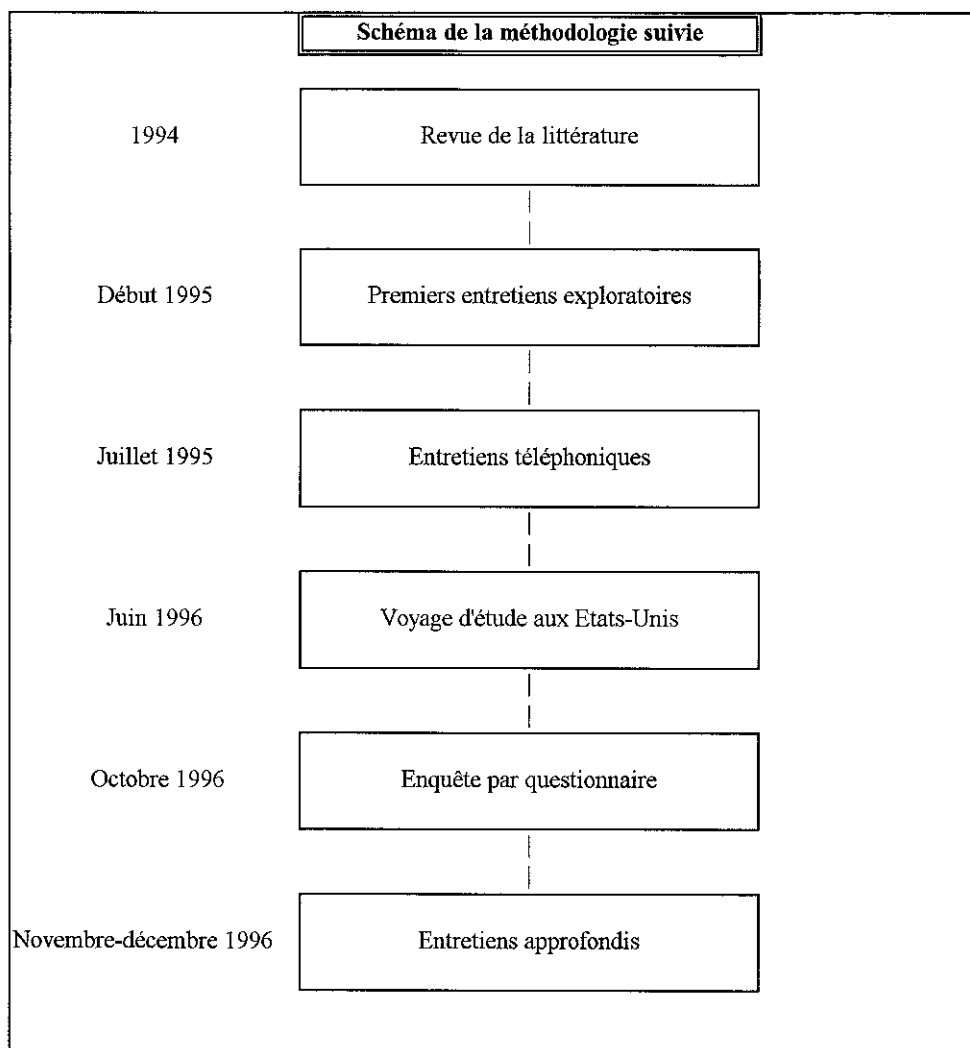 Schéma de la méthodologie suivie
1994
Revue de la littérature
Début 1995
Premiers entretiens exploratoires
Juillet 1995
Entretiens téléphoniques
Juin 1996
Voyage d'étude aux Etats-Unis
Octobre 1996
Enquête par questionnaire
Novembre-décembre 1996
Entretiens approfondis